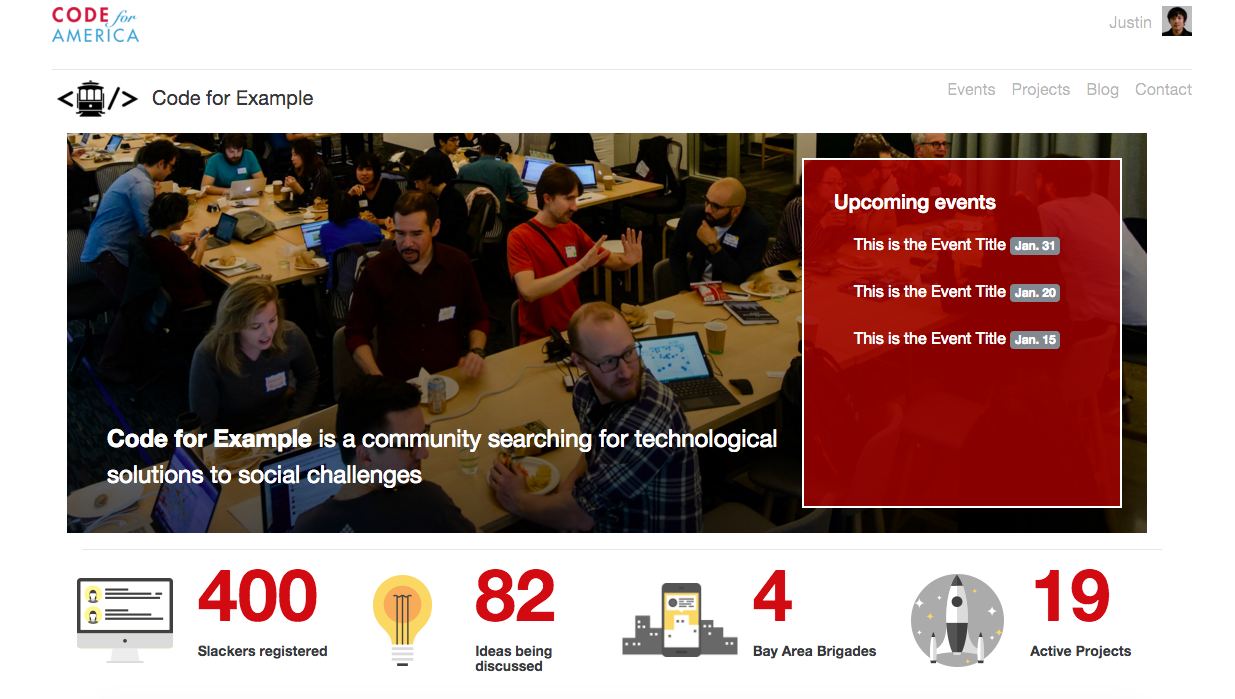 CODE for
AMERICA
Justin
</> Code for Example
Events Projects Blog Contact
Upcoming events
This is the Event Title Jan. 31
This is the Event Title Jan. 20
This is the Event Title Jan. 15
Code for Example is a community searching for technological
solutions to social challenges
400
Slackers registered
82
Ideas being
discussed
4
Bay Area Brigades
19
Active Projects